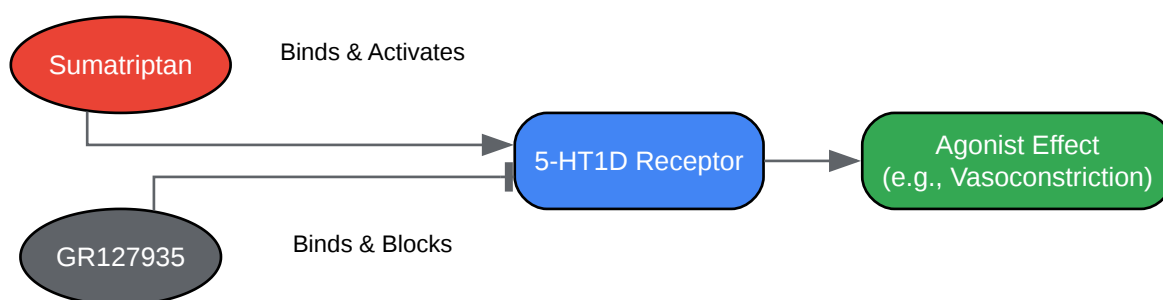 Sumatriptan
Binds & Activates
5-HT1D Receptor
Agonist Effect
(e.g., Vasoconstriction)
GR127935
Binds & Blocks